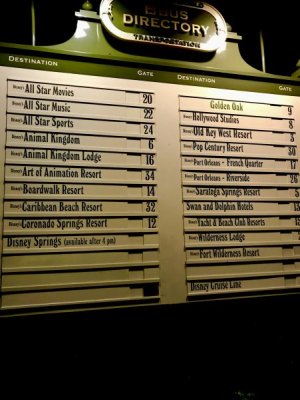 BUS
DIRECTORY
TRANSPORTATION
DESTINATION GATE
Disney's All Star Movies 20
Disney's All Star Music 22
Disney's All Star Sports 24
Disney's Animal Kingdom 6
Disney's Animal Kingdom Lodge 16
Disney's Art of Animation Resort 34
Disney's Boardwalk Resort 14
Disney's Caribbean Beach Resort 32
Disney's Coronado Springs Resort 12
Disney Springs (available after 4 pm)
DESTINATION GATE
Golden Oak 9
Disney's Hollywood Studios 8
Disney's Old Key West Resort 3
Disney's Pop Century Resort 30
Disney's Port Orleans - French Quarter
Disney's Port Orleans - Riverside 26
Disney's Saratoga Springs Resort
Swan and Dolphin Hotels
Disney's Yacht & Beach Club Resorts
Disney's Wilderness Lodge
Disney's Fort Wilderness Resort
Disney Cruise Line